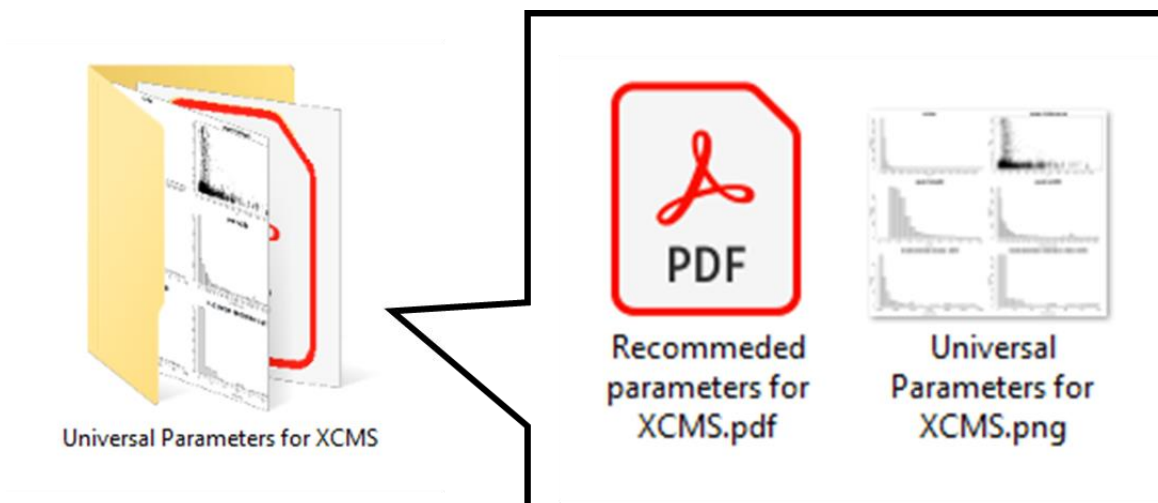 Universal Parameters for XCMS
PDF
Recommeded
parameters for
XCMS.pdf
Universal
Parameters for
XCMS.png